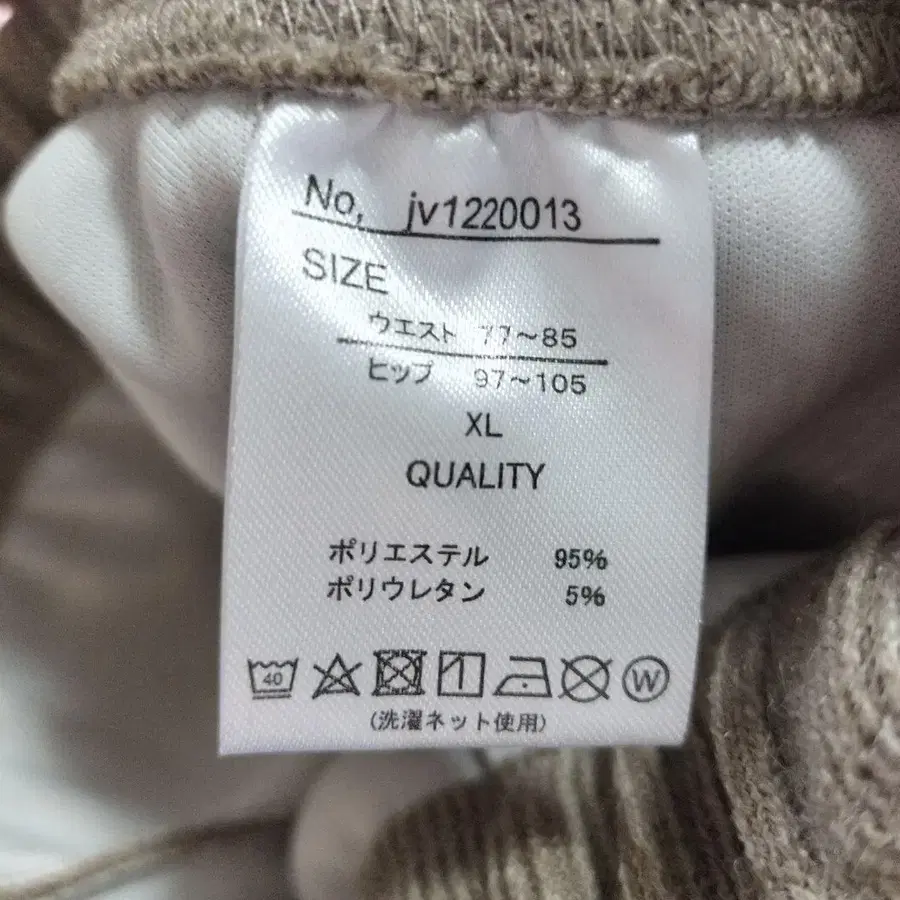 No, jv1220013
SIZE
ウエスト 77～85
ヒップ 97～105
XL
QUALITY
ポリエステル 95%
ポリウレタン 5%
40 W
(洗濯ネット使用)